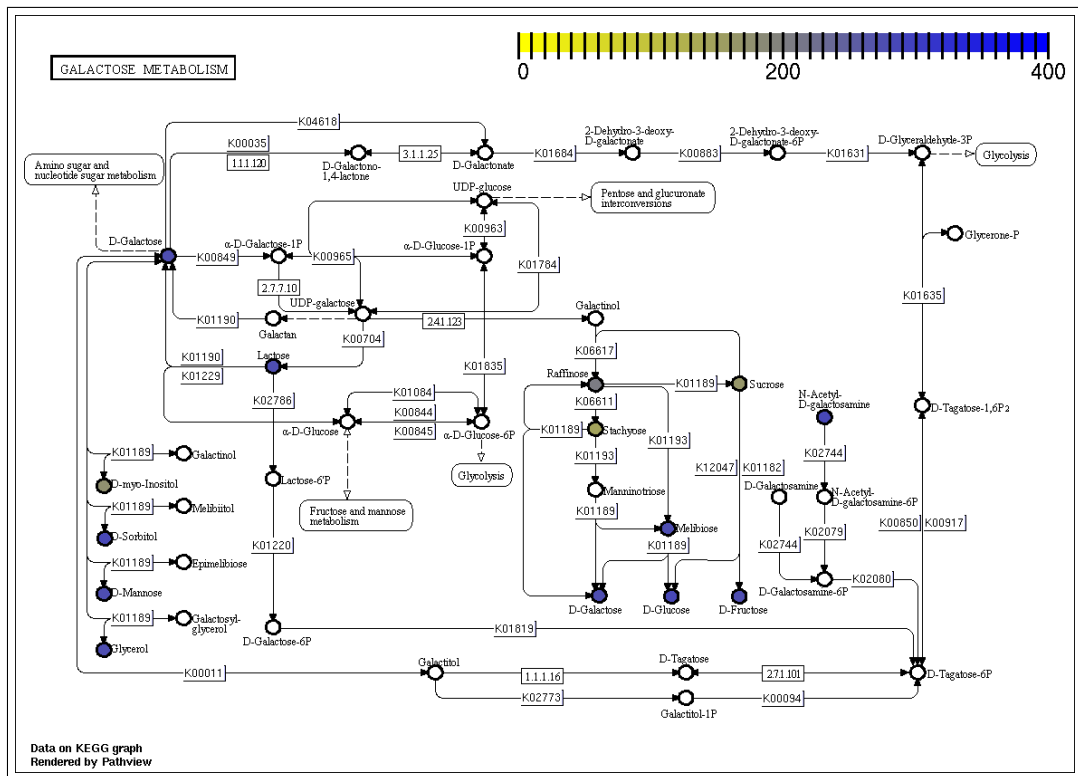 GALACTOSE METABOLISM
0
200
400
K04618
K00035
1.1.1.120
D-Galactono-
1,4-lactone
3.1.1.25
D-Galactonate
K01684
2-Dehydro-3-deoxy-
D-galactonate
K00883
2-Dehydro-3-deoxy-
D-galactonate-6P
K01631
D-Glyceraldehyde-3P
Glycolysis
Amino sugar and
nucleotide sugar metabolism
UDP-glucose
Pentose and glucuronate
interconversions
K00963
D-Galactose
K00849
α-D-Galactose-1P
K00965
α-D-Glucose-1P
K01784
Glycerone-P
2.7.7.10
UDP-galactose
K01635
K01190
Galactan
2.4.1.123
Galactinol
K00704
K01190
K01229
Lactose
K01835
K06617
Raffinose
K01189
Sucrose
K02786
K01084
K00844
K00845
α-D-Glucose
α-D-Glucose-6P
K06611
K01189
Stachyose
K01193
K01193
N-Acetyl-
D-galactosamine
D-Tagatose-1,6P2
K12047
K01182
K02744
K01189
Galactinol
D-myo-Inositol
Lactose-6'P
Glycolysis
Manninotriose
D-Galactosamine
N-Acetyl-
D-galactosamine-6P
K01189
Melibiitol
D-Sorbitol
Fructose and mannose
metabolism
K01189
Melibiose
K00850
K00917
K02079
K01220
K01189
K02744
K01189
Epimelibiose
D-Mannose
D-Galactosamine-6P
K02080
D-Galactose
D-Glucose
D-Fructose
K01189
Galactosyl-
glycerol
Glycerol
D-Galactose-6P
K01819
K00011
Galactitol
1.1.1.16
D-Tagatose
2.7.1.101
D-Tagatose-6P
K02773
Galactitol-1P
K00094
Data on KEGG graph
Rendered by Pathview